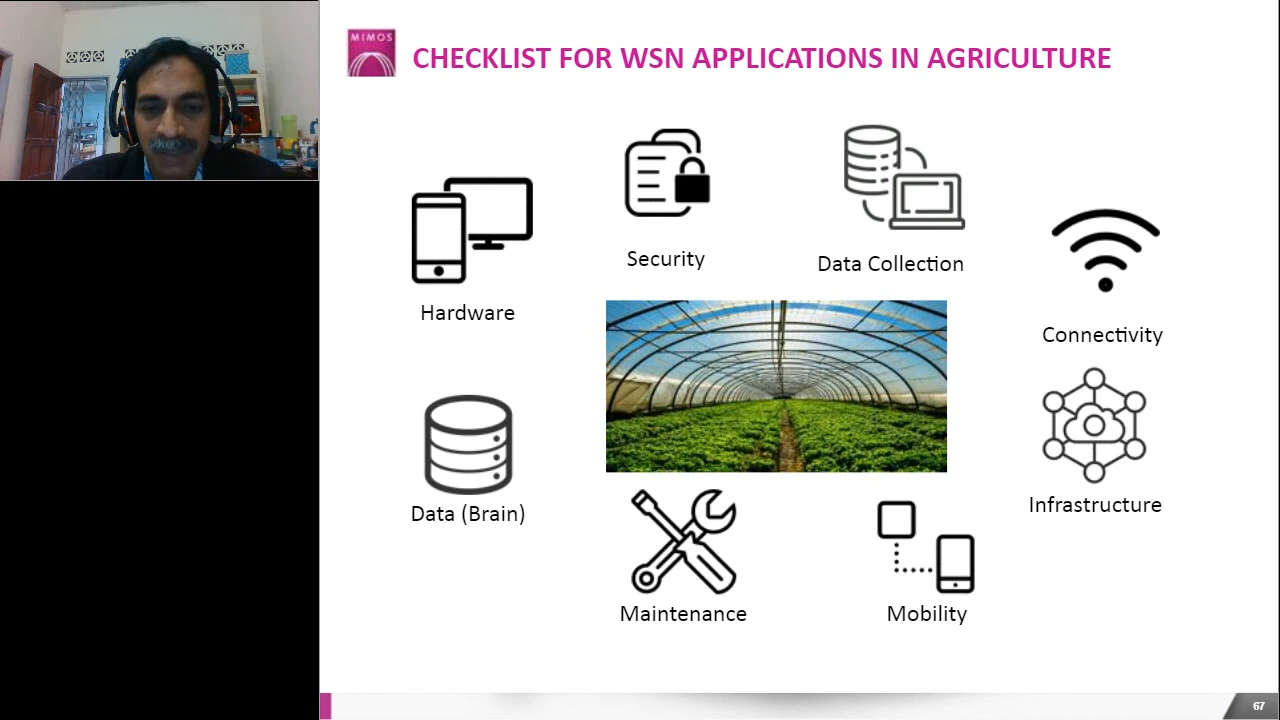 MIMOS
CHECKLIST FOR WSN APPLICATIONS IN AGRICULTURE
Security
Data Collection
Hardware
Connectivity
Data (Brain)
Infrastructure
Maintenance
Mobility
67